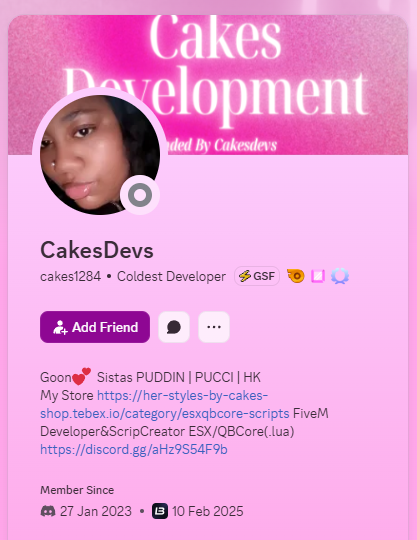 Cakes
Development
nded By Cakesdevs
CakesDevs
cakes1284 • Coldest Developer GSF
Add Friend
Goon💕 Sistas PUDDIN | PUCCI | HK
My Store https://her-styles-by-cakes-
shop.tebex.io/category/esxqbcore-scripts FiveM
Developer&ScripCreator ESX/QBCore(.lua)
https://discord.gg/aHz9S54F9b
Member Since
27 Jan 2023 • L3 10 Feb 2025